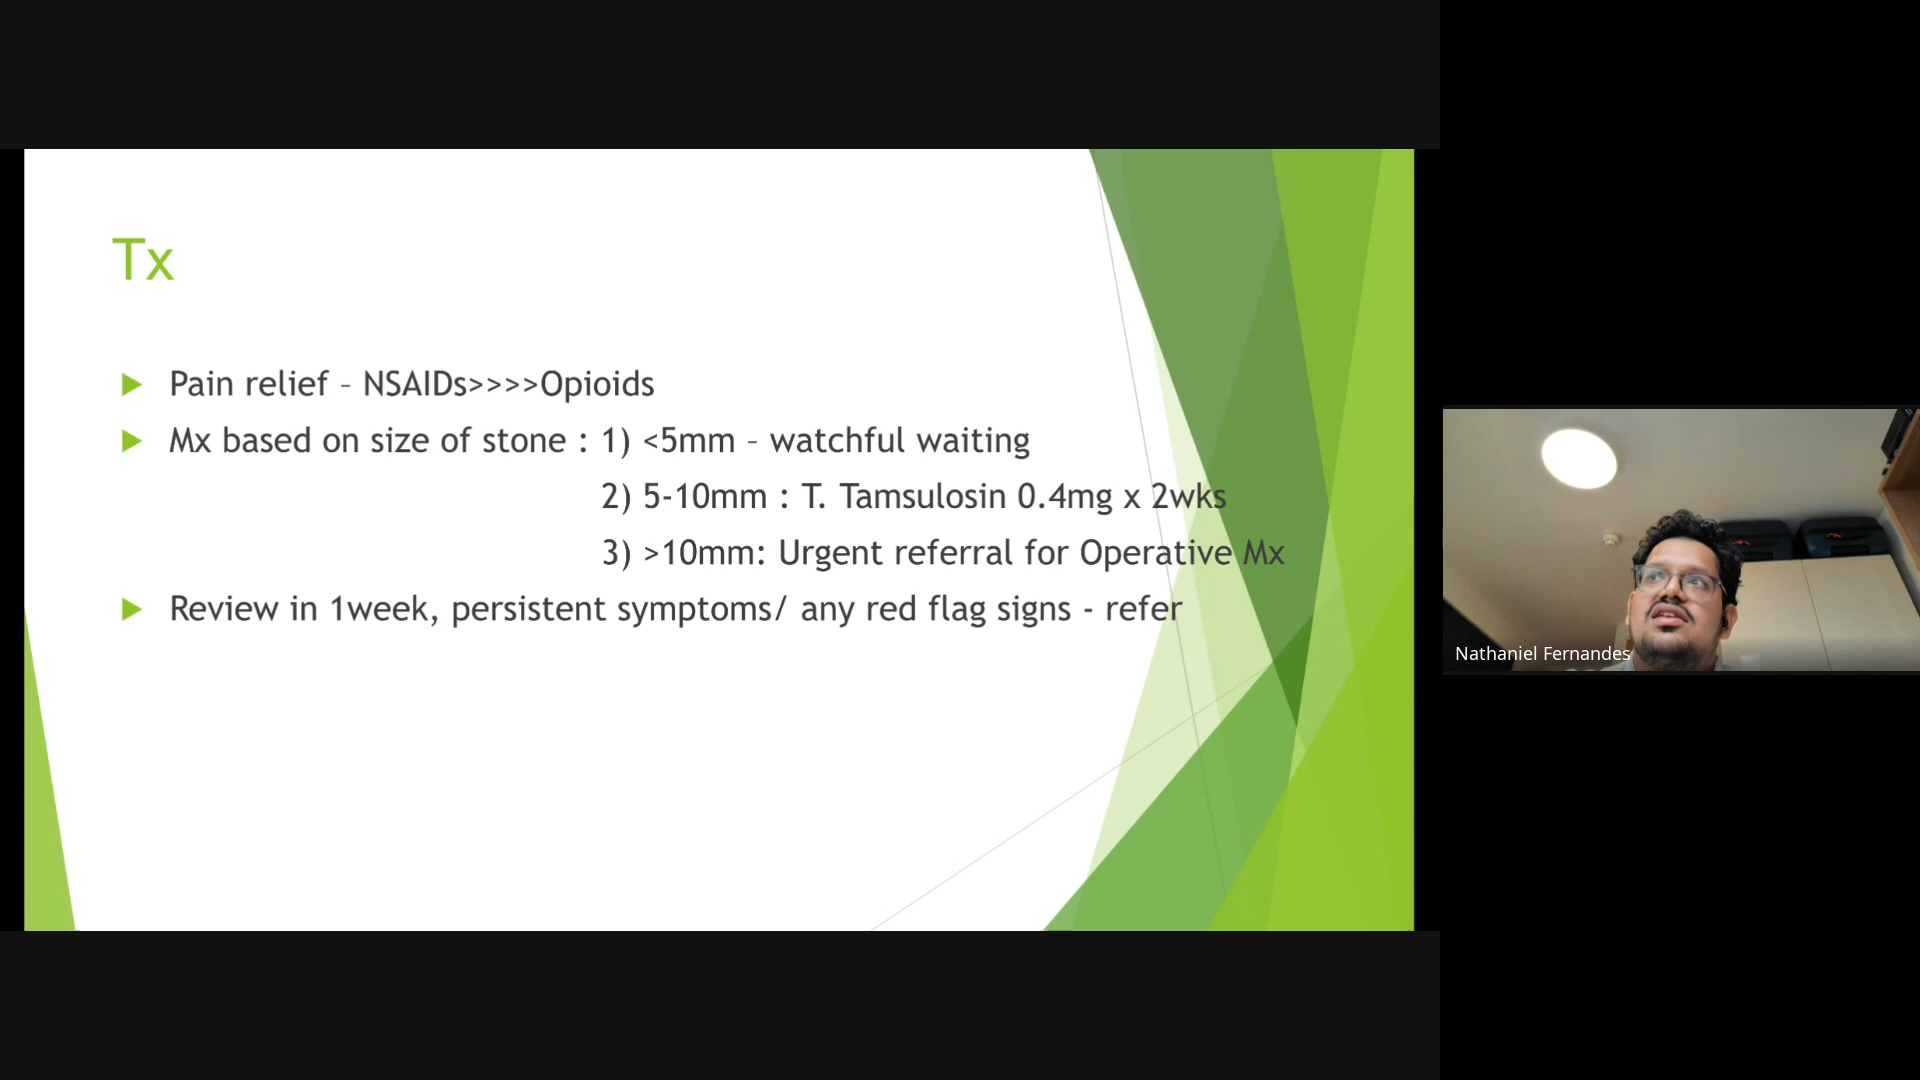 Tx
Pain relief – NSAIDs>>>>Opioids
Mx based on size of stone : 1) <5mm – watchful waiting
2) 5-10mm : T. Tamsulosin 0.4mg x 2wks
3) >10mm: Urgent referral for Operative Mx
Review in 1week, persistent symptoms/ any red flag signs - refer
Nathaniel Fernandes